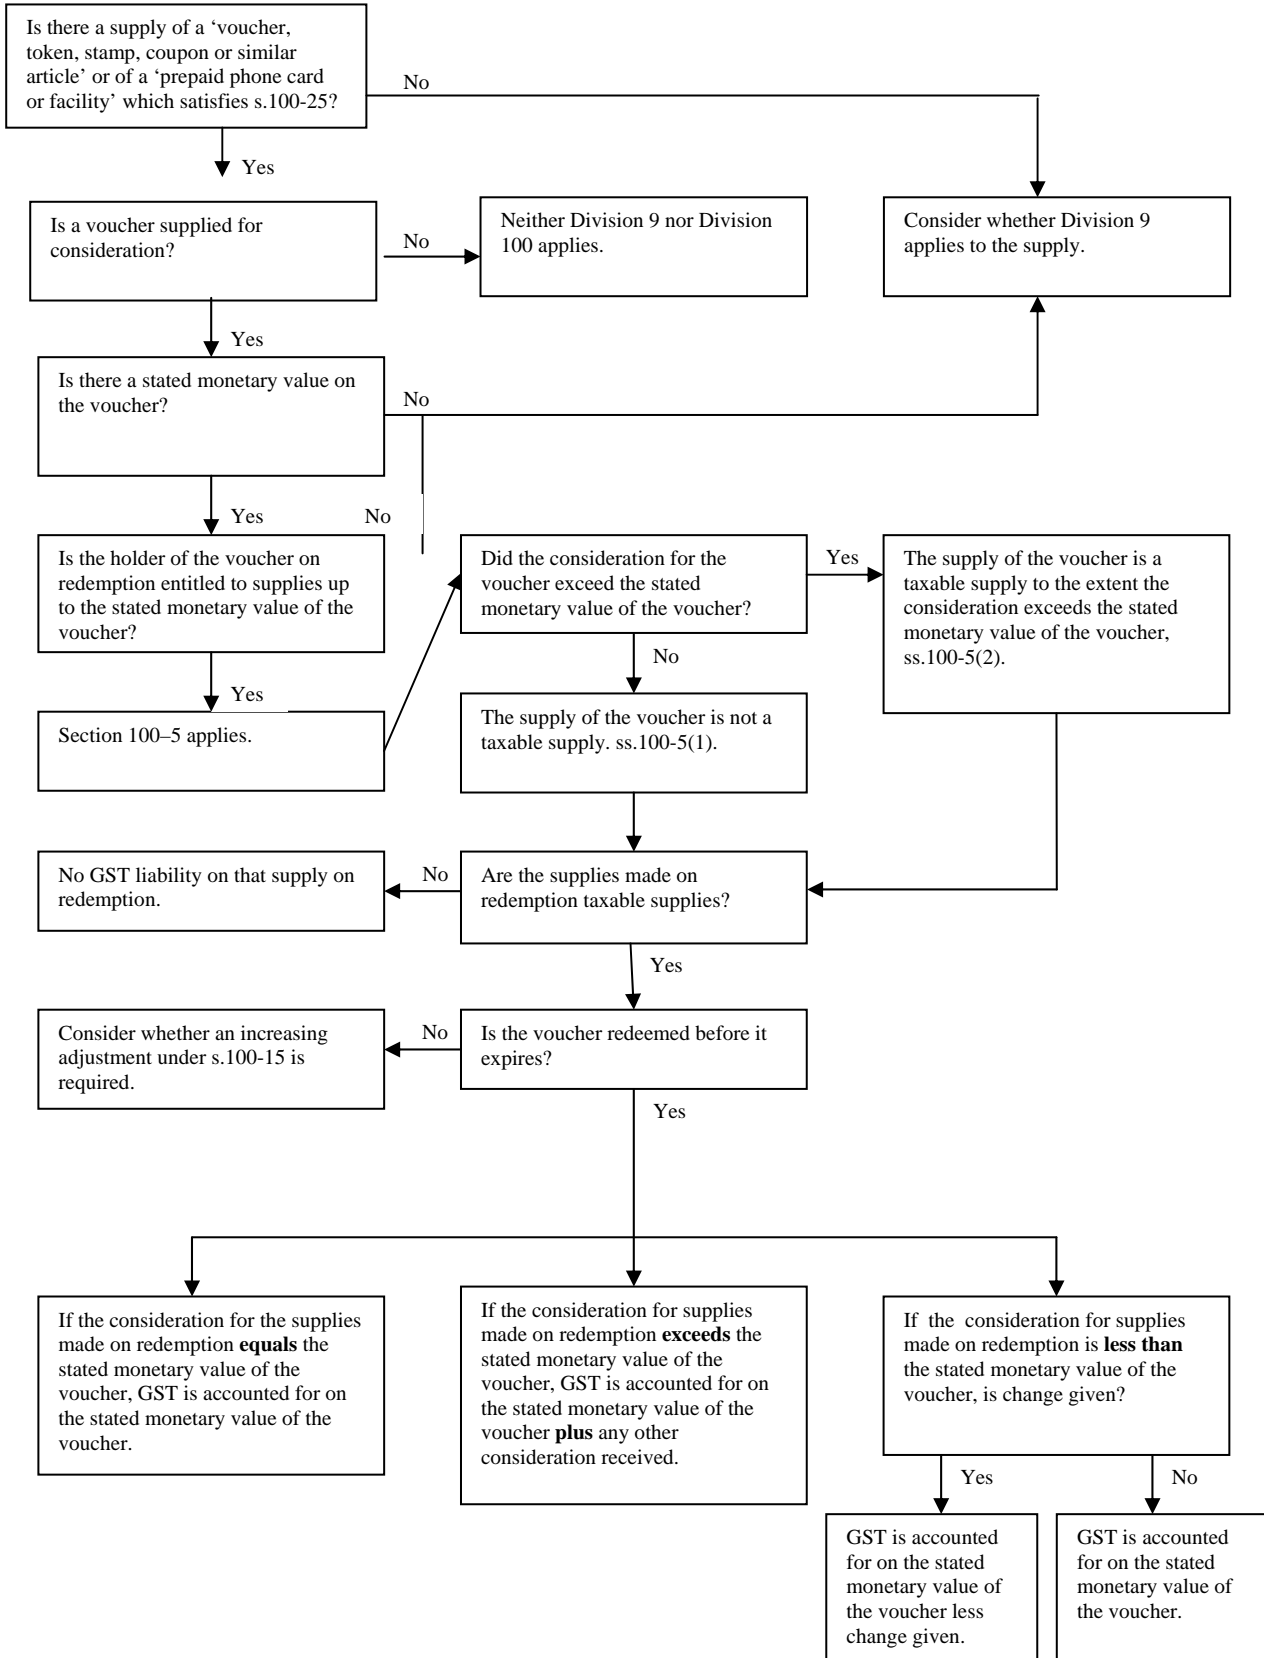 Is there a supply of a ‘voucher,
token, stamp, coupon or similar
article’ or of a ‘prepaid phone card
or facility’ which satisfies s.100-25?
No
Yes
Is a voucher supplied for
consideration?
No
Neither Division 9 nor Division
100 applies.
Consider whether Division 9
applies to the supply.
Yes
Is there a stated monetary value on
the voucher?
No
Yes
No
Is the holder of the voucher on
redemption entitled to supplies up
to the stated monetary value of the
voucher?
Did the consideration for the
voucher exceed the stated
monetary value of the voucher?
Yes
The supply of the voucher is a
taxable supply to the extent the
consideration exceeds the stated
monetary value of the voucher,
ss.100-5(2).
No
Yes
Section 100–5 applies.
The supply of the voucher is not a
taxable supply. ss.100-5(1).
No GST liability on that supply on
redemption.
No
Are the supplies made on
redemption taxable supplies?
Yes
Consider whether an increasing
adjustment under s.100-15 is
required.
No
Is the voucher redeemed before it
expires?
Yes
If the consideration for the supplies
made on redemption equals the
stated monetary value of the
voucher, GST is accounted for on
the stated monetary value of the
voucher.
If the consideration for supplies
made on redemption exceeds the
stated monetary value of the
voucher, GST is accounted for on
the stated monetary value of the
voucher plus any other
consideration received.
If the  consideration for supplies
made on redemption is less than
the stated monetary value of the
voucher, is change given?
Yes
No
GST is accounted
for on the stated
monetary value of
the voucher less
change given.
GST is accounted
for on the stated
monetary value of
the voucher.